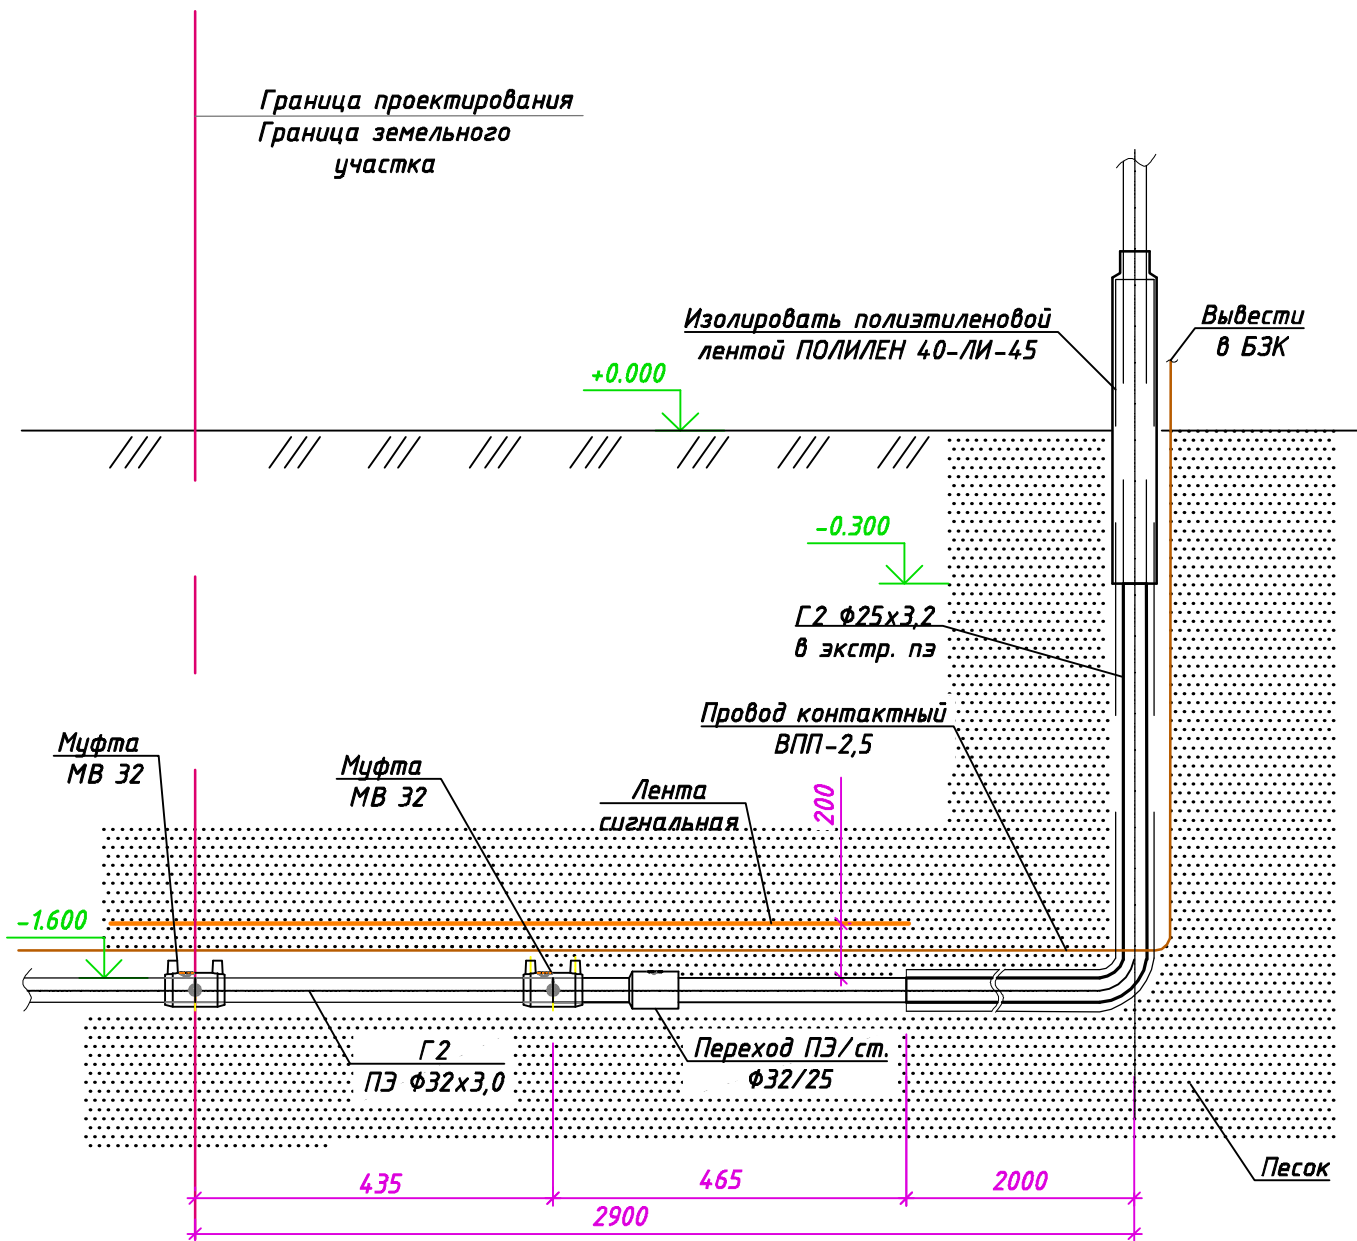 Граница проектирования
Граница земельного
участка
Изолировать полиэтиленовой
лентой ПОЛИЛЕН 40-ЛИ-45
Вывести
в БЗК
+0.000
-0.300
Г2 Ф25х3,2
в экстр. пэ
Провод контактный
ВПП-2,5
Муфта
МВ 32
Муфта
МВ 32
Лента
сигнальная
200
-1.600
Г2
ПЭ Ф32х3,0
Переход ПЭ/ст.
Ф32/25
Песок
435
465
2000
2900